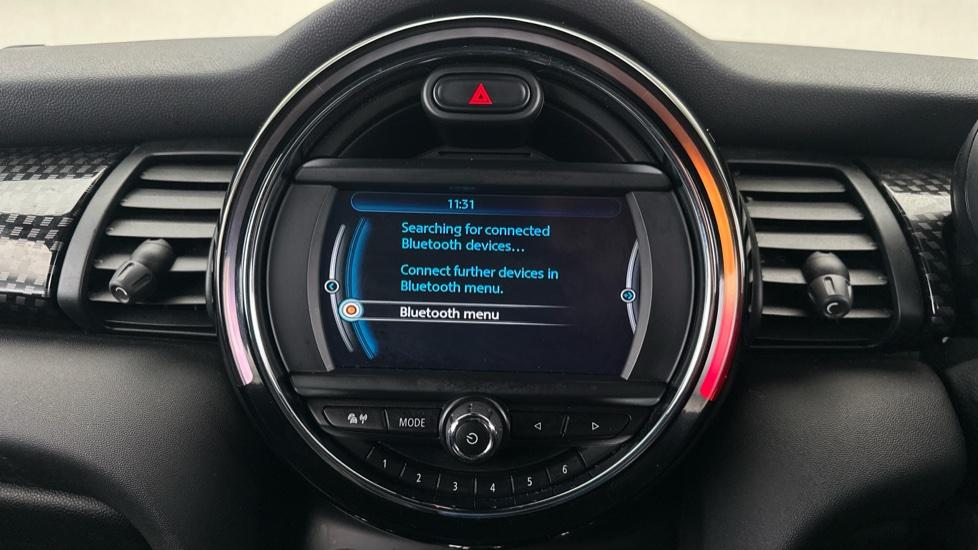 11:31
Searching for connected
Bluetooth devices...
Connect further devices in
Bluetooth menu.
Bluetooth menu
MODE
1 2 3 4 5 6